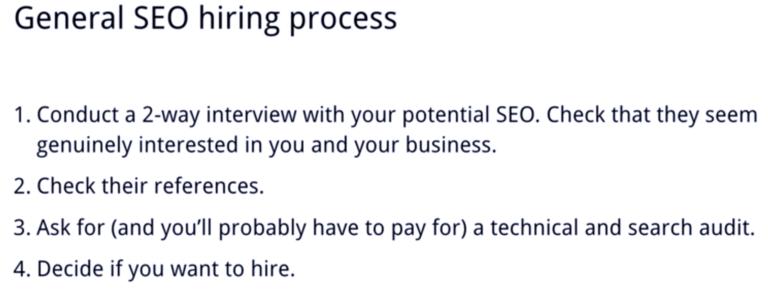 General SEO hiring process
1. Conduct a 2-way interview with your potential SEO. Check that they seem
genuinely interested in you and your business.
2. Check their references.
3. Ask for (and you’ll probably have to pay for) a technical and search audit.
4. Decide if you want to hire.